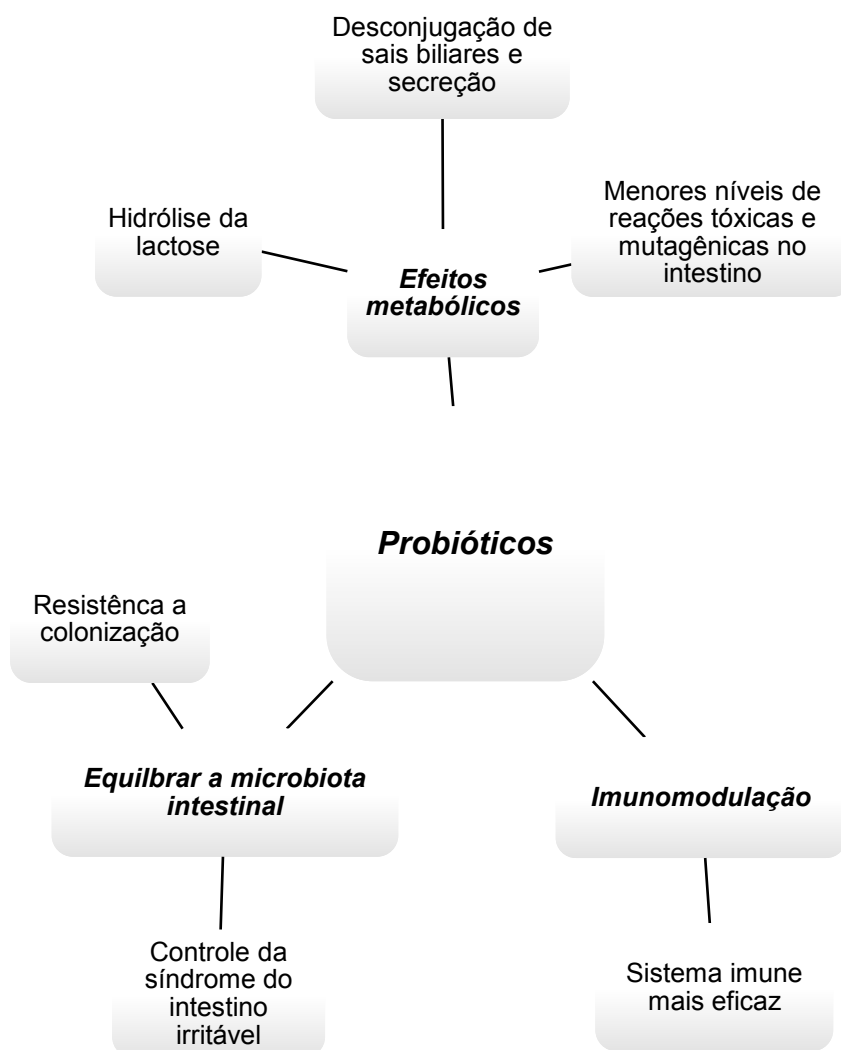 Desconjugação de
sais biliares e
secreção
Hidrólise da
lactose
Menores níveis de
reações tóxicas e
mutagênicas no
intestino
Efeitos
metabólicos
Probióticos
Resistênca a
colonização
Equilbrar a microbiota
intestinal
Imunomodulação
Controle da
síndrome do
intestino
irritável
Sistema imune
mais eficaz